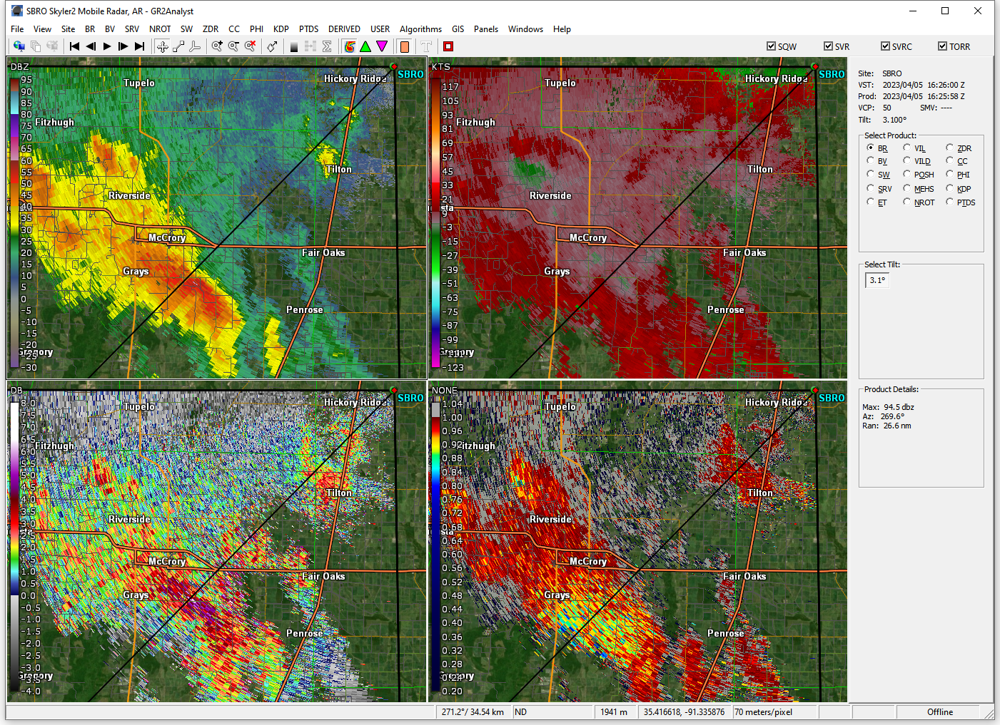 SBRO Skyler2 Mobile Radar, AR - GR2Analyst
File View Site BR BV SRV NROT SW ZDR CC PHI KDP PTDS DERIVED USER Algorithms GIS Panels Windows Help
SQW SVR SVRC TORR
DBZ
95
90
85
80
75
70
65
60
55
50
45
40
35
30
25
20
15
10
5
0
-5
-10
-15
-20
-25
-30
Tupelo
Hickory Ridge
SBRO
Fitzhugh
Tilton
Riverside
McCrory
Fair Oaks
Grays
Penrose
Gregory
KTS
117
105
93
81
69
57
45
33
21
9
-3
-15
-27
-39
-51
-63
-75
-87
-99
-111
-123
Tupelo
Hickory Ridge
SBRO
Fitzhugh
Tilton
Riverside
McCrory
Fair Oaks
Grays
Penrose
Gregory
DB
8.0
7.5
7.0
6.5
6.0
5.5
5.0
4.5
4.0
3.5
3.0
2.5
2.0
1.5
1.0
0.5
0.0
-0.5
-1.0
-1.5
-2.0
-2.5
-3.0
-3.5
-4.0
Tupelo
Hickory Ridge
SBRO
Fitzhugh
Tilton
Riverside
McCrory
Fair Oaks
Grays
Penrose
Gregory
NONE
1.04
1.00
0.96
0.92
0.88
0.84
0.80
0.76
0.72
0.68
0.64
0.60
0.56
0.52
0.48
0.44
0.40
0.36
0.32
0.28
0.24
0.20
Tupelo
Hickory Ridge
SBRO
itzhugh
Tilton
Riverside
McCrory
Fair Oaks
Grays
Penrose
Gregory
Site: SBRO
VST: 2023/04/05 16:26:00 Z
Prod: 2023/04/05 16:25:58 Z
VCP: 50 SMV: ----
Tilt: 3.100°
Select Product:
BR VIL ZDR
BV VILD CC
SW POSH PHI
SRV MEHS KDP
ET NROT PTDS
Select Tilt:
3.1°
Product Details:
Max: 94.5 dbz
Az: 269.6°
Ran: 26.6 nm
271.2°/ 34.54 km ND 1941 m 35.416618, -91.335876 70 meters/pixel Offline